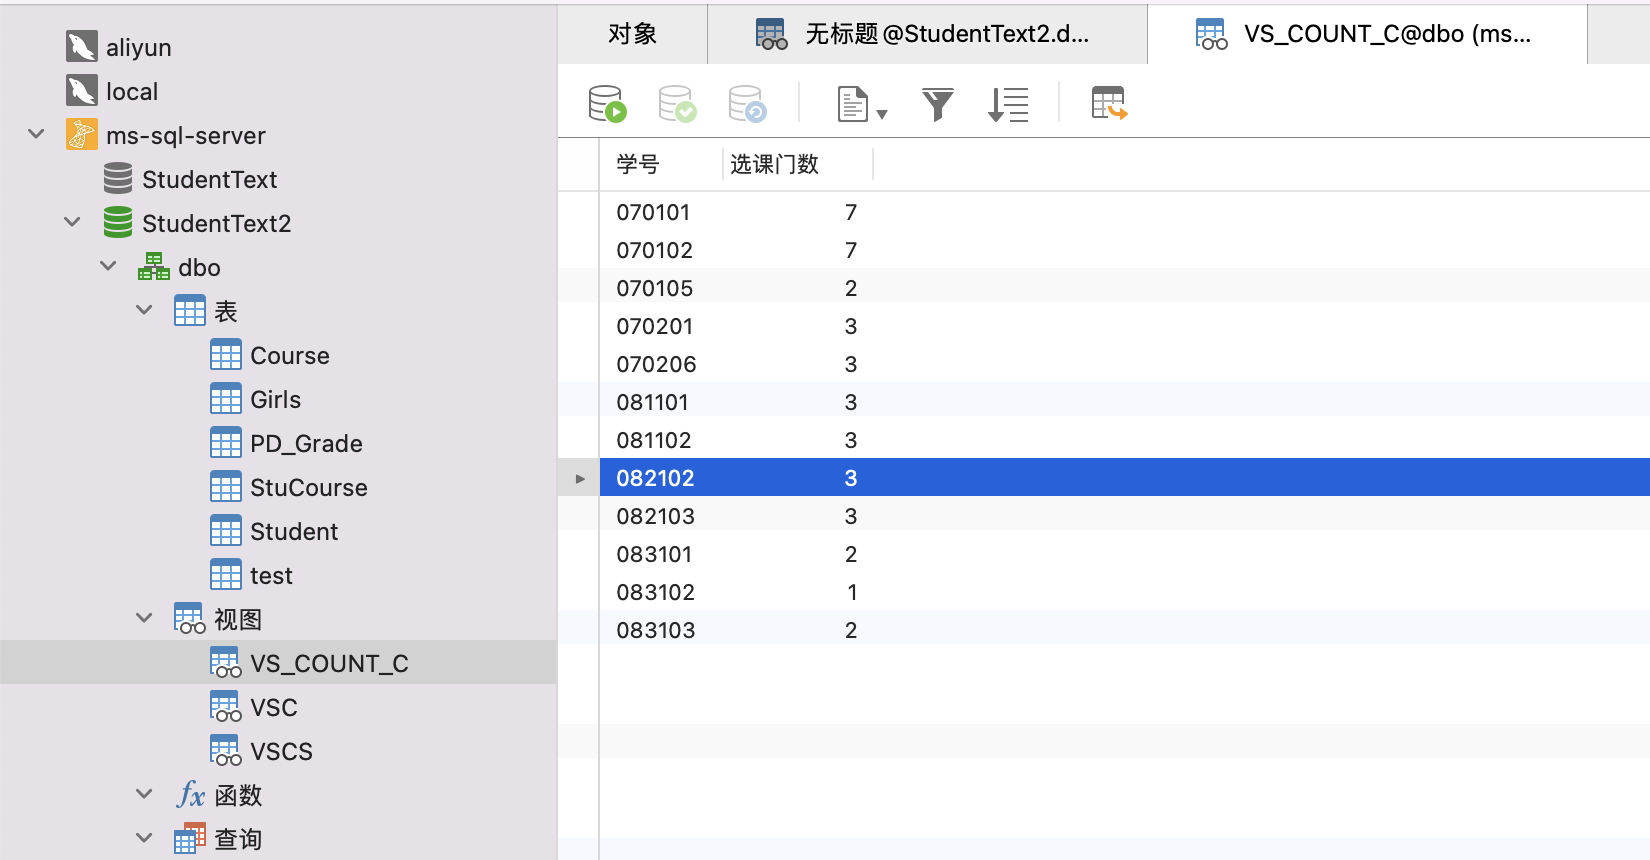 aliyun
local
ms-sql-server
StudentText
StudentText2
dbo
表
Course
Girls
PD_Grade
StuCourse
Student
test
视图
VS_COUNT_C
VSC
VSCS
fx 函数
查询
对象 无标题@StudentText2.d... VS_COUNT_C@dbo (ms...
学号 选课门数
070101 7
070102 7
070105 2
070201 3
070206 3
081101 3
081102 3
082102 3
082103 3
083101 2
083102 1
083103 2